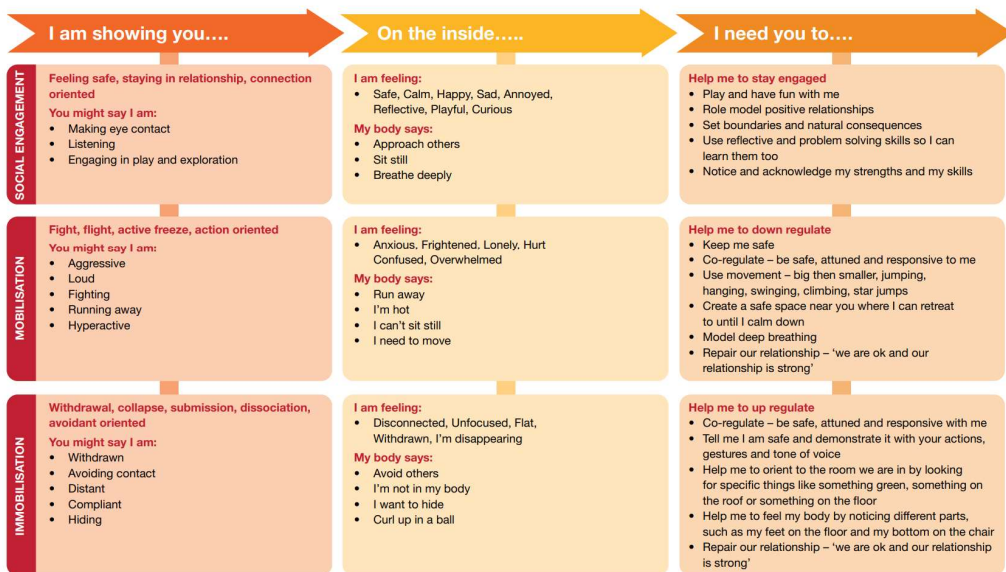 I am showing you….
On the inside…..
I need you to….
SOCIAL ENGAGEMENT
Feeling safe, staying in relationship, connection
oriented
You might say I am:
• Making eye contact
• Listening
• Engaging in play and exploration
I am feeling:
• Safe, Calm, Happy, Sad, Annoyed,
Reflective, Playful, Curious
My body says:
• Approach others
• Sit still
• Breathe deeply
Help me to stay engaged
• Play and have fun with me
• Role model positive relationships
• Set boundaries and natural consequences
• Use reflective and problem solving skills so I can
learn them too
• Notice and acknowledge my strengths and my skills
MOBILISATION
Fight, flight, active freeze, action oriented
You might say I am:
• Aggressive
• Loud
• Fighting
• Running away
• Hyperactive
I am feeling:
• Anxious, Frightened, Lonely, Hurt
Confused, Overwhelmed
My body says:
• Run away
• I'm hot
• I can't sit still
• I need to move
Help me to down regulate
• Keep me safe
• Co-regulate – be safe, attuned and responsive to me
• Use movement – big then smaller, jumping,
hanging, swinging, climbing, star jumps
• Create a safe space near you where I can retreat
to until I calm down
• Model deep breathing
• Repair our relationship – 'we are ok and our
relationship is strong'
IMMOBILISATION
Withdrawal, collapse, submission, dissociation,
avoidant oriented
You might say I am:
• Withdrawn
• Avoiding contact
• Distant
• Compliant
• Hiding
I am feeling:
• Disconnected, Unfocused, Flat,
Withdrawn, I'm disappearing
My body says:
• Avoid others
• I'm not in my body
• I want to hide
• Curl up in a ball
Help me to up regulate
• Co-regulate – be safe, attuned and responsive with me
• Tell me I am safe and demonstrate it with your actions,
gestures and tone of voice
• Help me to orient to the room we are in by looking
for specific things like something green, something on
the roof or something on the floor
• Help me to feel my body by noticing different parts,
such as my feet on the floor and my bottom on the chair
• Repair our relationship – 'we are ok and our relationship
is strong'